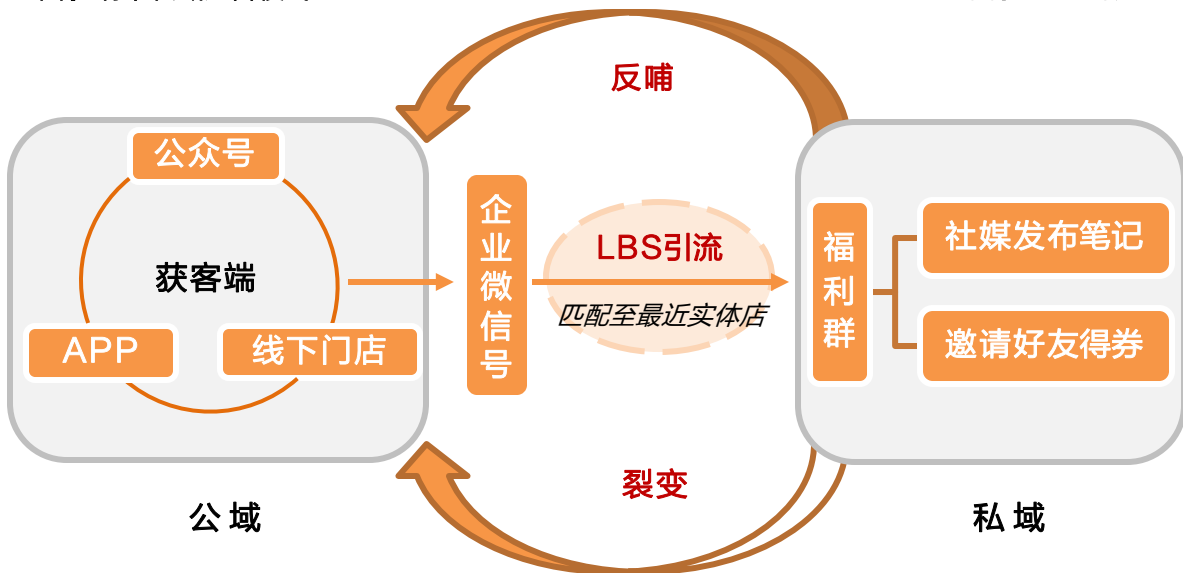 反哺
公众号
获客端
APP
线下门店
企业微信号
LBS引流
匹配至最近实体店
福利群
社媒发布笔记
邀请好友得券
裂变
公域
私域